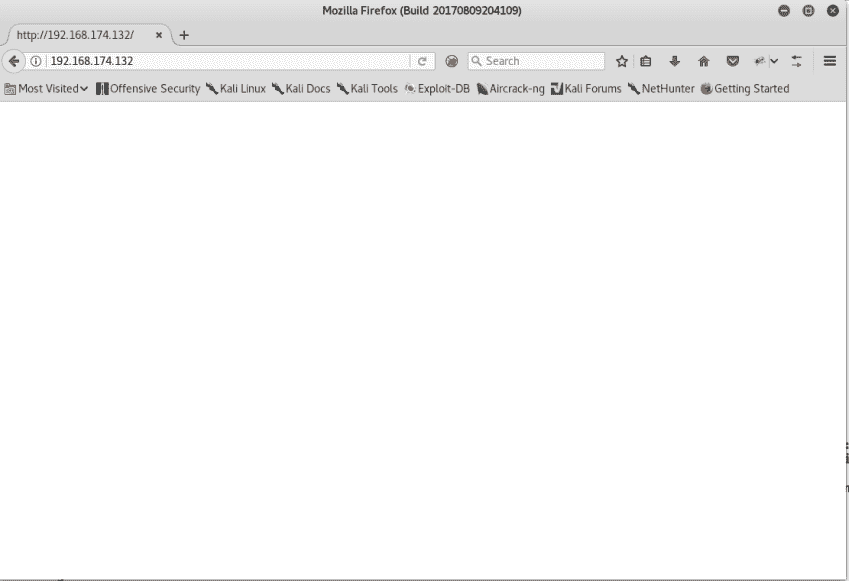 Mozilla Firefox (Build 20170809204109)
http://192.168.174.132/
192.168.174.132 Search
Most Visited Offensive Security Kali Linux Kali Docs Kali Tools Exploit-DB Aircrack-ng Kali Forums NetHunter Getting Started